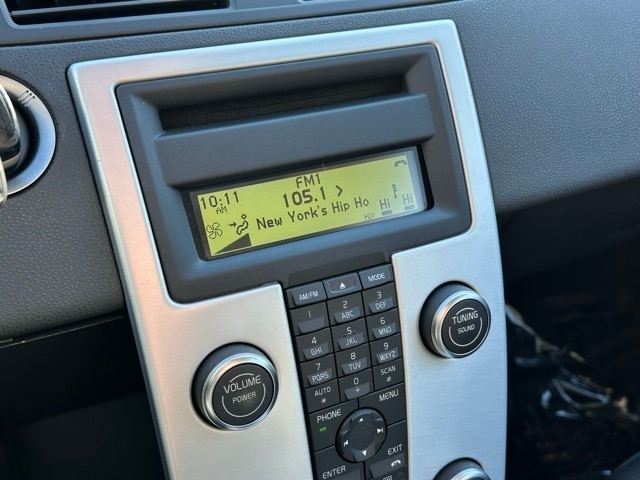 FM1
10:11
AM
105.1 >
New York's Hip Ho
Hi Hi
AM/FM
MODE
1
2 ABC
3 DEF
4 GHI
5 JKL
6 MNO
7 PQRS
8 TUV
9 WXYZ
AUTO *
0 +
SCAN #
PHONE
MENU
ENTER
EXIT
VOLUME
POWER
TUNING
SOUND